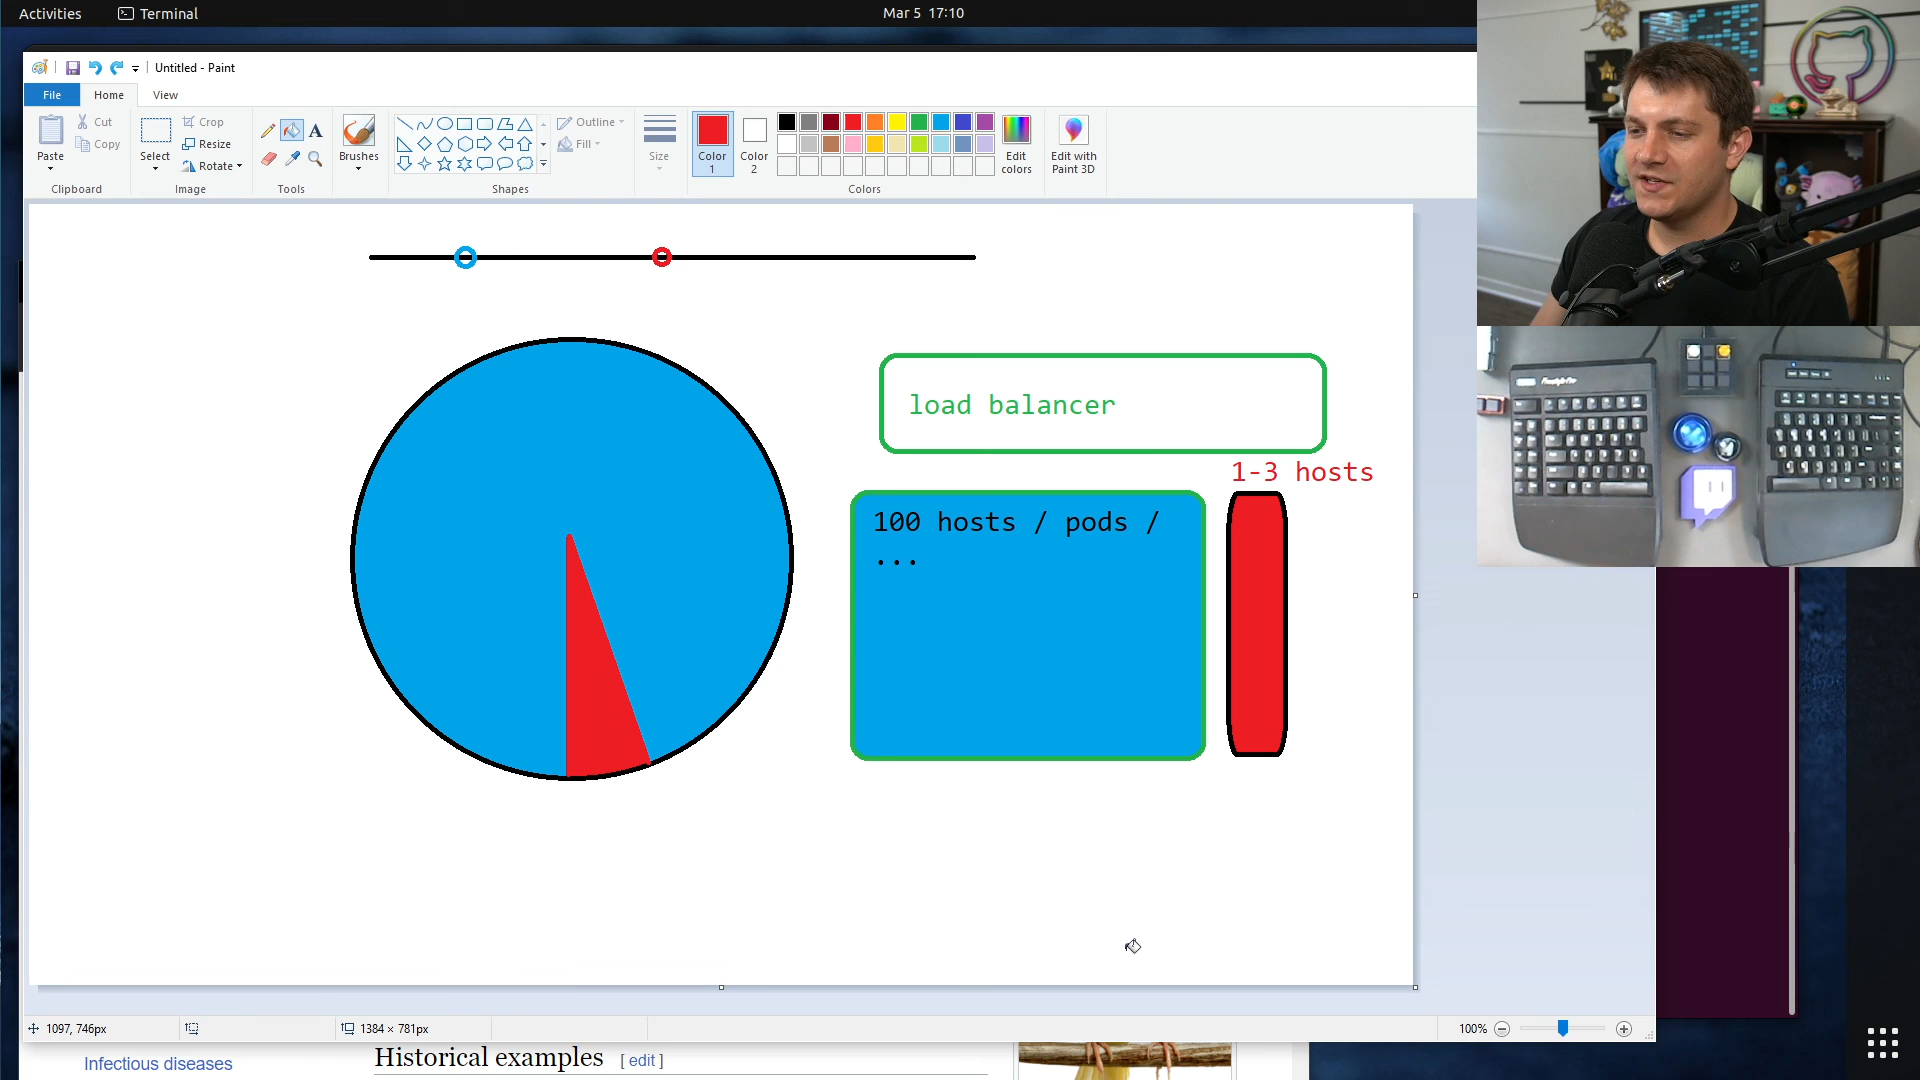 Activities
Terminal
Mar 5 17:10
Untitled - Paint
File
Home
View
Paste
Cut
Copy
Clipboard
Select
Crop
Resize
Rotate
Image
Tools
Brushes
Shapes
Outline
Fill
Size
Color
1
Color
2
Colors
Edit
colors
Edit with
Paint 3D
load balancer
1-3 hosts
100 hosts / pods /
...
1097, 746px
1384 × 781px
100%
Infectious diseases
Historical examples [ edit ]